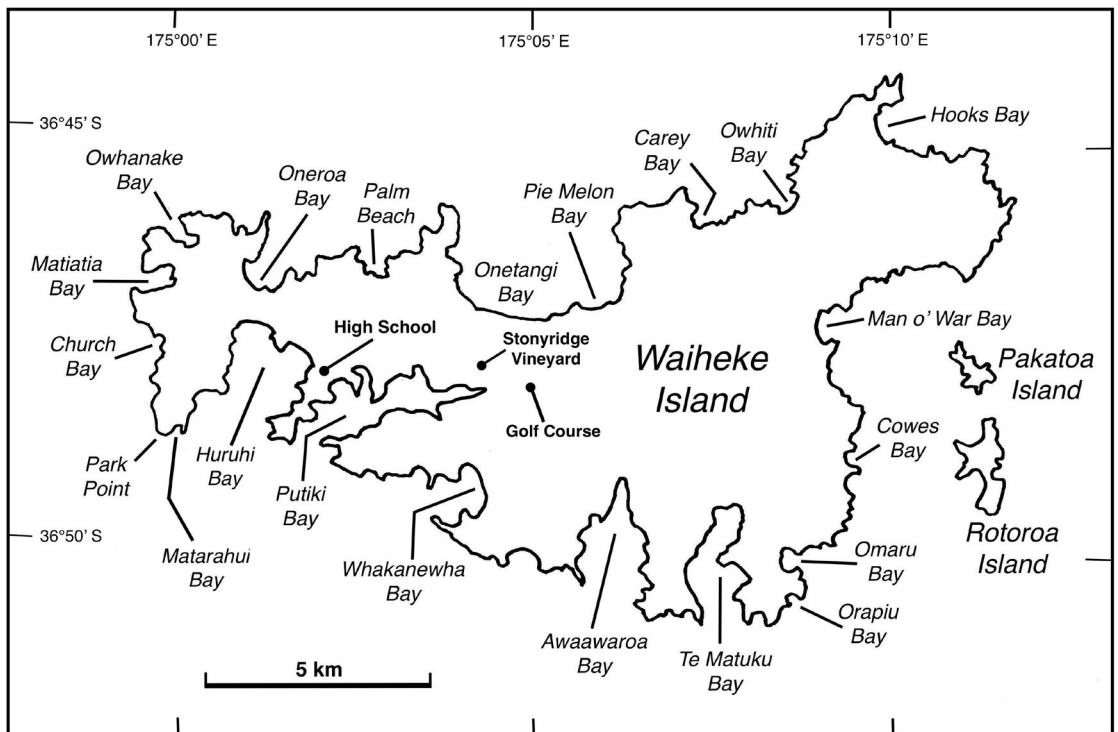 175°00' E
175°05' E
175°10' E
36°45' S
Hooks Bay
Owhanake
Bay
Oneroa
Bay
Palm
Beach
Pie Melon
Bay
Carey
Bay
Owhiti
Bay
Matiatia
Bay
Onetangi
Bay
Church
Bay
High School
Stonyridge
Vineyard
Waiheke
Island
Man o' War Bay
Pakatoa
Island
Golf Course
Cowes
Bay
Park
Point
Huruhi
Bay
Putiki
Bay
36°50' S
Matarahui
Bay
Whakanewha
Bay
Rotoroa
Island
Omaru
Bay
Orapiu
Bay
Awaawaroa
Bay
Te Matuku
Bay
5 km